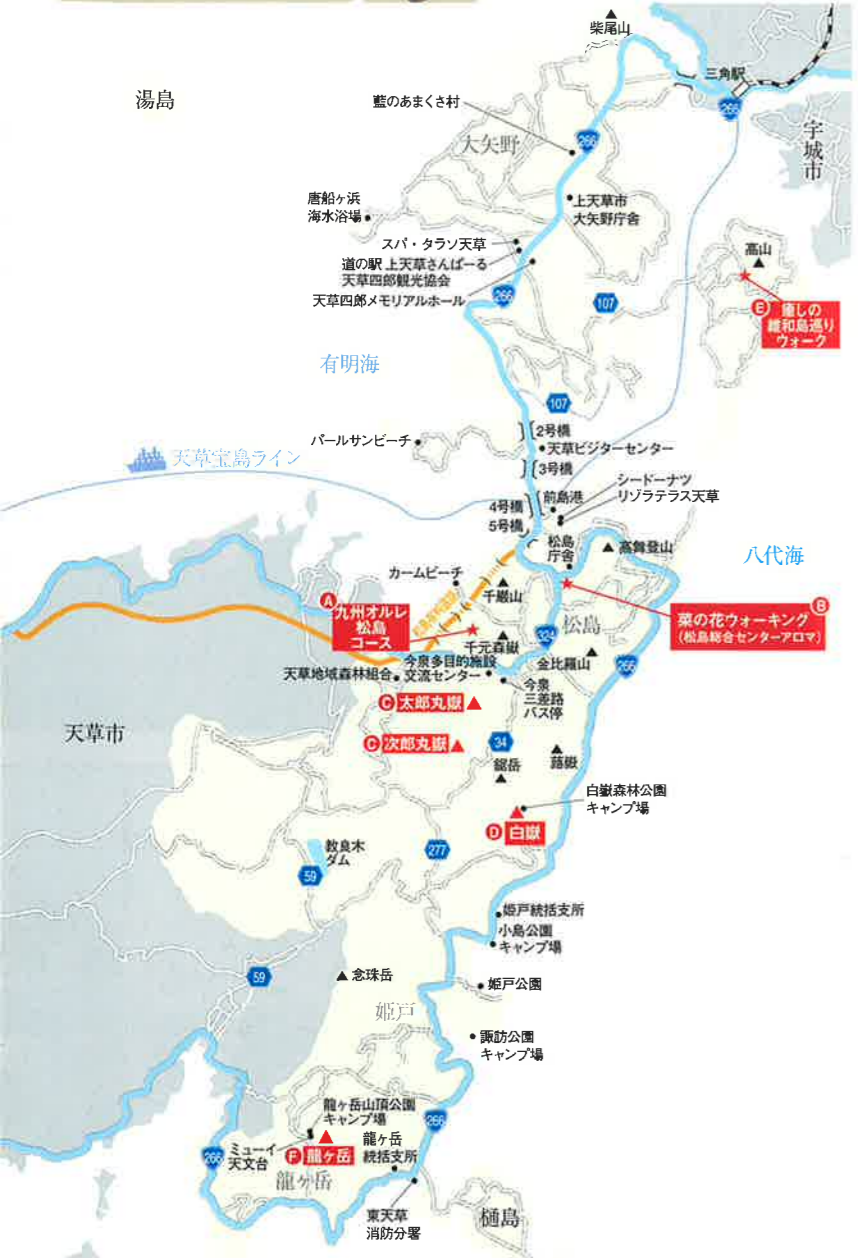 柴尾山
三角駅
266
湯島
藍のあまくさ村
大矢野
266
宇城市
唐船ヶ浜
海水浴場
上天草市
大矢野庁舎
スパ・タラソ天草
道の駅 上天草さんぱーる
天草四郎観光協会
天草四郎メモリアルホール
高山
266
107
E 癒しの
維和島巡り
ウォーク
有明海
107
2号橋
パールサンビーチ
天草ビジターセンター
天草宝島ライン
3号橋
シードーナツ
リゾラテラス天草
前島港
4号橋
5号橋
松島
庁舎
高舞登山
八代海
カームビーチ
千巌山
A 九州オルレ
松島
コース
B 菜の花ウォーキング
(松島総合センターアロマ)
松島
324
千元森嶽
金比羅山
266
天草地域森林組合
今泉多目的施設
交流センター
今泉
三差路
バス停
C 太郎丸嶽
天草市
C 次郎丸嶽
34
鋸岳
蕗嶽
白嶽森林公園
キャンプ場
D 白嶽
教良木
ダム
277
59
姫戸統括支所
小島公園
キャンプ場
59
念珠岳
姫戸公園
姫戸
諏訪公園
キャンプ場
龍ヶ岳山頂公園
キャンプ場
266
ミューイ
天文台
F 龍ヶ岳
龍ヶ岳
統括支所
266
龍ヶ岳
東天草
消防分署
樋島